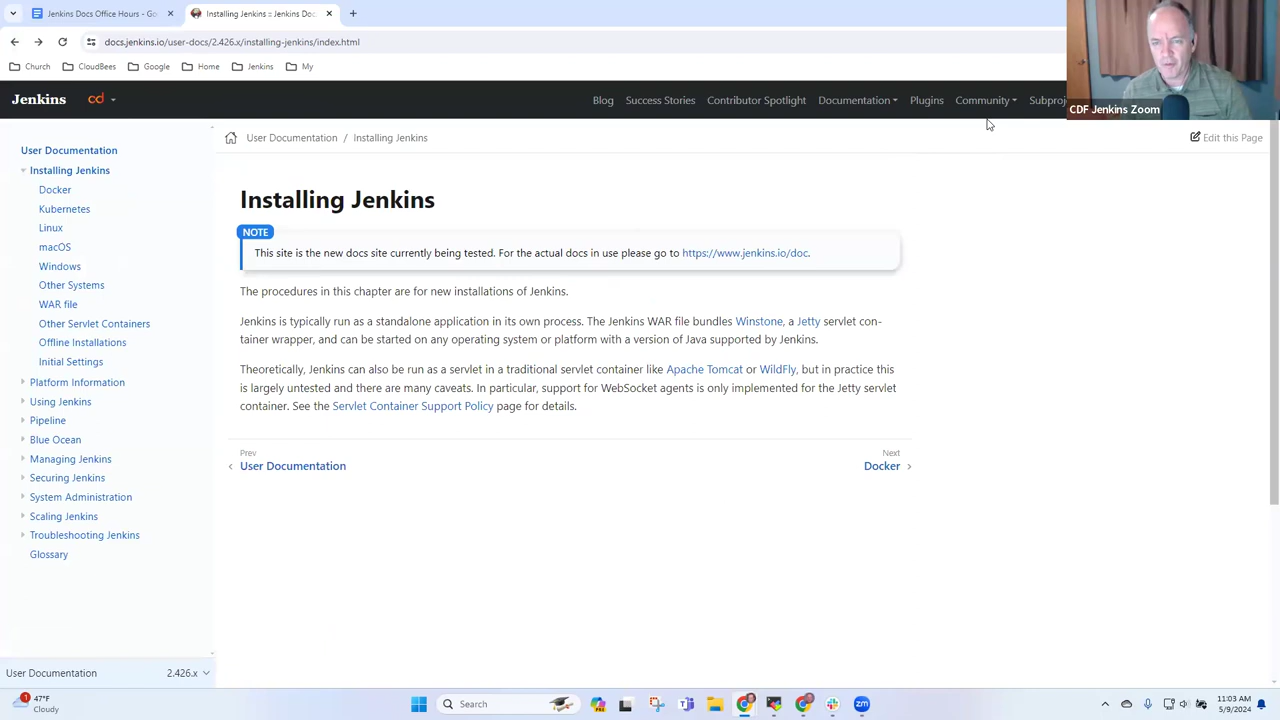 Jenkins Docs Office Hours - Go
Installing Jenkins :: Jenkins Doc
docs.jenkins.io/user-docs/2.426.x/installing-jenkins/index.html
Church CloudBees Google Home Jenkins My
Jenkins cd Blog Success Stories Contributor Spotlight Documentation Plugins Community Subproj
CDF Jenkins Zoom
User Documentation / Installing Jenkins
Edit this Page
User Documentation
Installing Jenkins
Docker
Kubernetes
Linux
macOS
Windows
Other Systems
WAR file
Other Servlet Containers
Offline Installations
Initial Settings
Platform Information
Using Jenkins
Pipeline
Blue Ocean
Managing Jenkins
Securing Jenkins
System Administration
Scaling Jenkins
Troubleshooting Jenkins
Glossary
User Documentation 2.426.x
Installing Jenkins
NOTE
This site is the new docs site currently being tested. For the actual docs in use please go to https://www.jenkins.io/doc.
The procedures in this chapter are for new installations of Jenkins.
Jenkins is typically run as a standalone application in its own process. The Jenkins WAR file bundles Winstone, a Jetty servlet con-
tainer wrapper, and can be started on any operating system or platform with a version of Java supported by Jenkins.
Theoretically, Jenkins can also be run as a servlet in a traditional servlet container like Apache Tomcat or WildFly, but in practice this
is largely untested and there are many caveats. In particular, support for WebSocket agents is only implemented for the Jetty servlet
container. See the Servlet Container Support Policy page for details.
Prev
User Documentation
Next
Docker
1
47°F
Cloudy
Search
zm
11:03 AM
5/9/2024